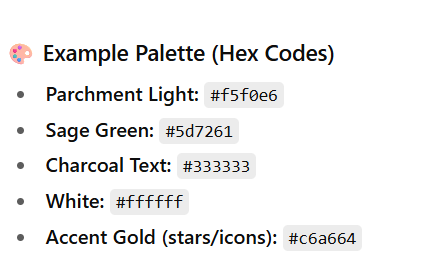 🎨 Example Palette (Hex Codes)
• Parchment Light: #f5f0e6
• Sage Green: #5d7261
• Charcoal Text: #333333
• White: #ffffff
• Accent Gold (stars/icons): #c6a664